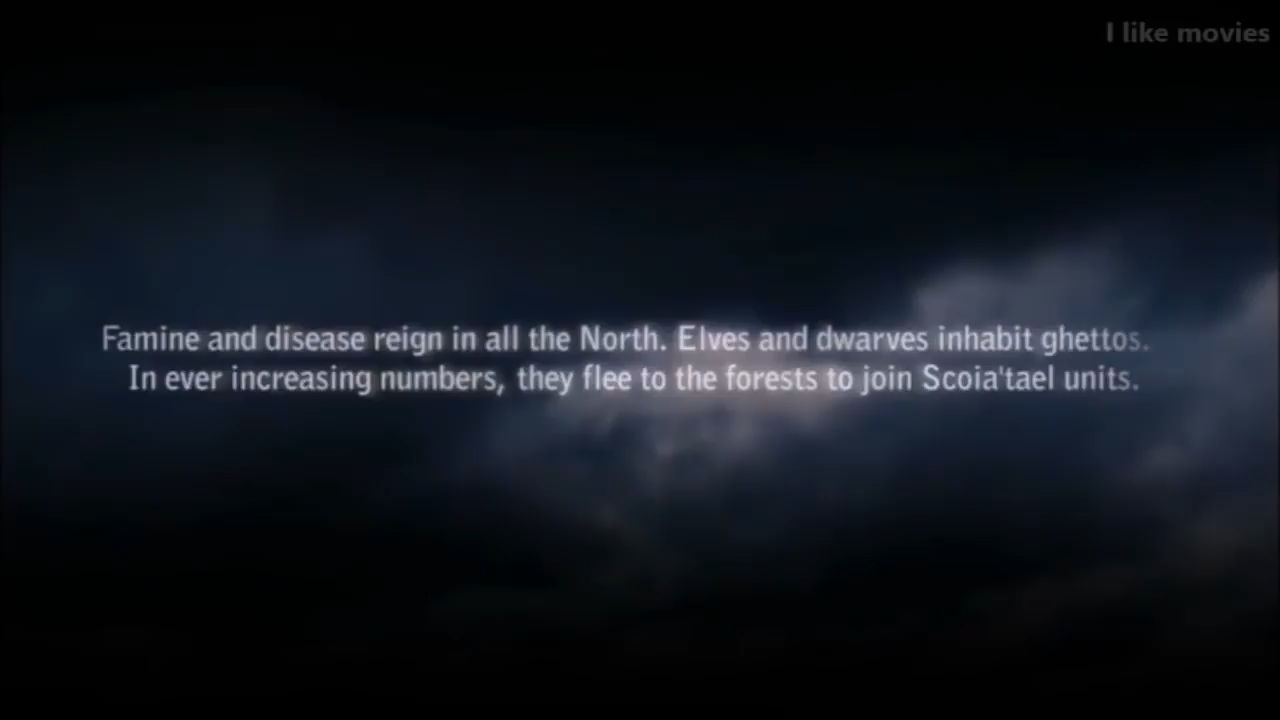 I like movies
Famine and disease reign in all the North. Elves and dwarves inhabit ghettos.
In ever increasing numbers, they flee to the forests to join Scoia'tael units.